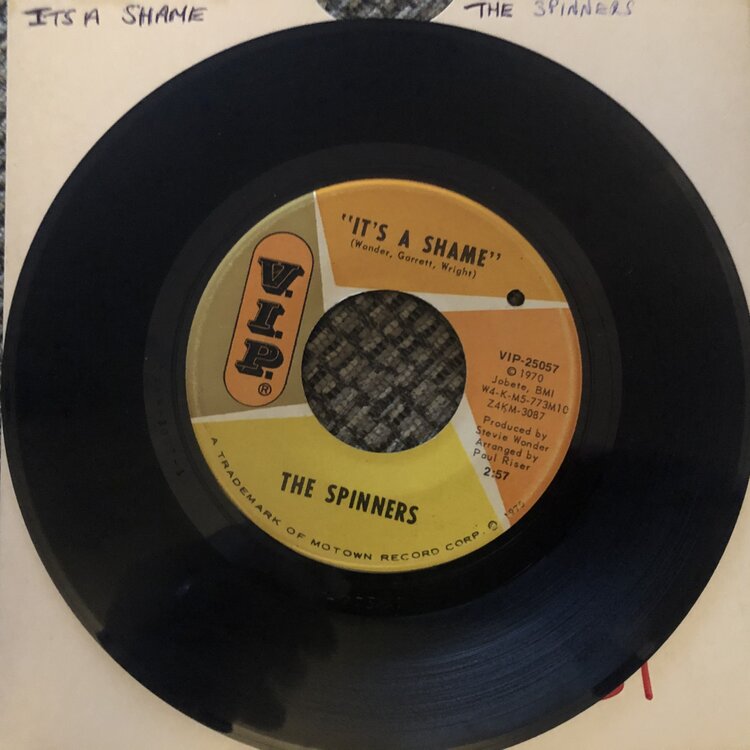 ITS A SHAME
THE SPINNERS
"IT'S A SHAME"
(Wonder, Garrett, Wright)
V.I.P.®
VIP-25057
© 1970
Jobete, BMI
W4-K-M5-773M10
Z4KM-3087
Produced by
Stevie Wonder
Arranged by
Paul Riser
2:57
THE SPINNERS
A TRADEMARK OF MOTOWN RECORD CORP. ℗ 1970